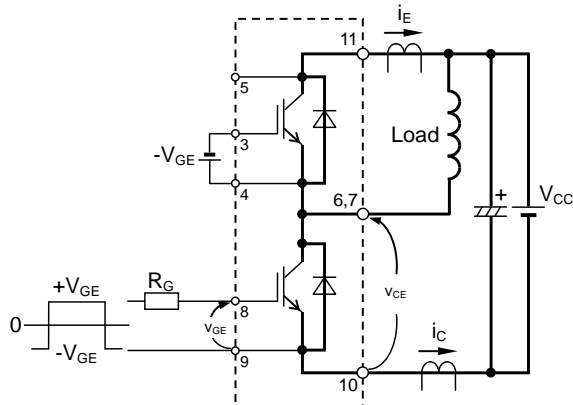 i_E
11
5
3
-V_GE
4
Load
6,7
+
V_CC
+V_GE
0
-V_GE
R_G
8
v_GE
9
v_CE
i_C
10